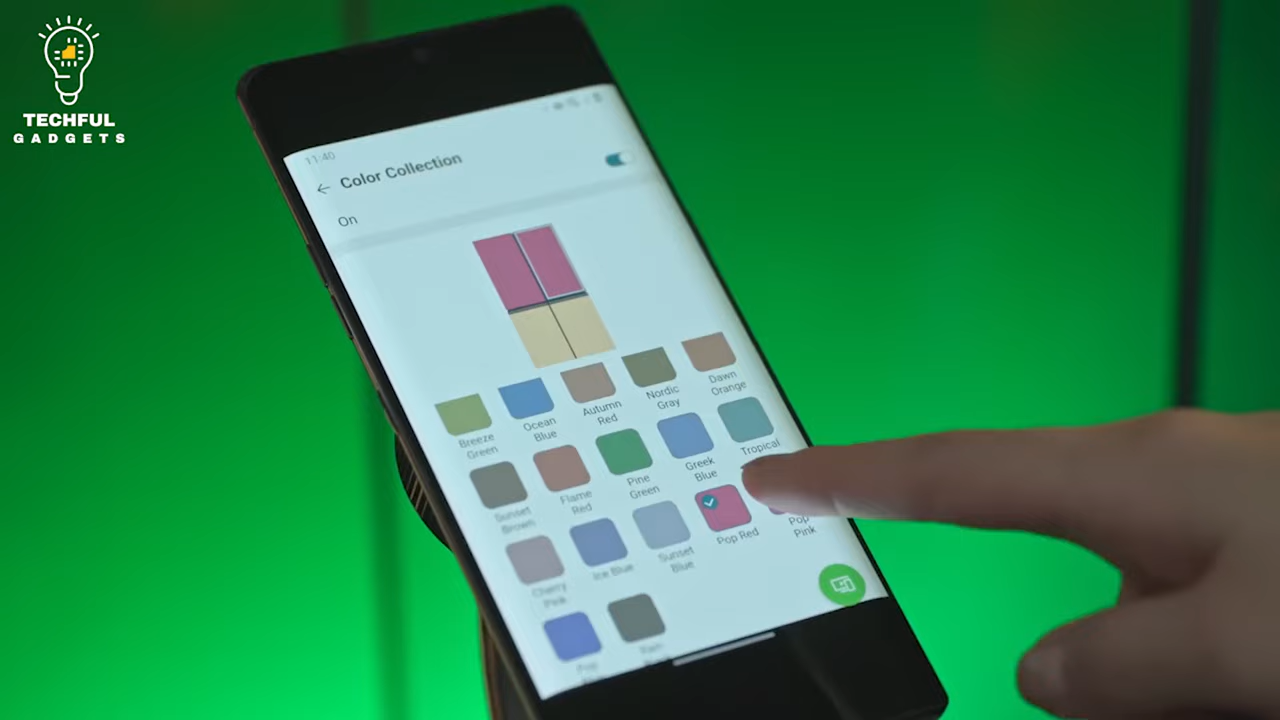 TECHFUL
GADGETS
11:40
Color Collection
On
Breeze
Green
Ocean
Blue
Autumn
Red
Nordic
Gray
Dawn
Orange
Sunset
Brown
Flame
Red
Pine
Green
Greek
Blue
Tropical
Cherry
Pink
Ice Blue
Sunset
Blue
Pop Red
Pop
Pink
Pop